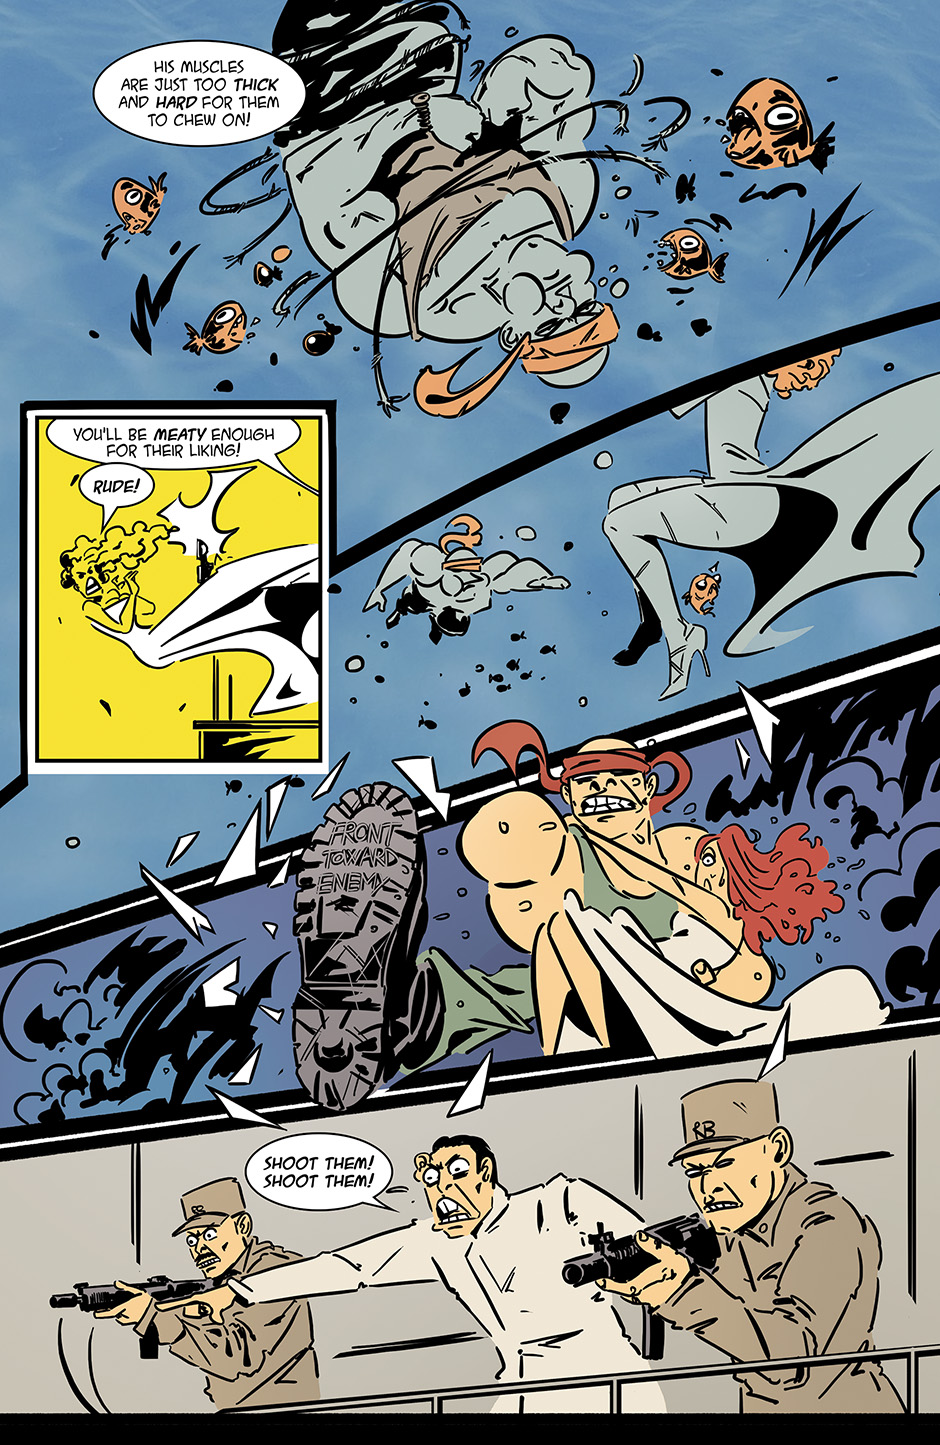 HIS MUSCLES
ARE JUST TOO THICK
AND HARD FOR THEM
TO CHEW ON!
YOU'LL BE MEATY ENOUGH
FOR THEIR LIKING!
RUDE!
FRONT
TOWARD
ENEMY
SHOOT THEM!
SHOOT THEM!
RB
RB